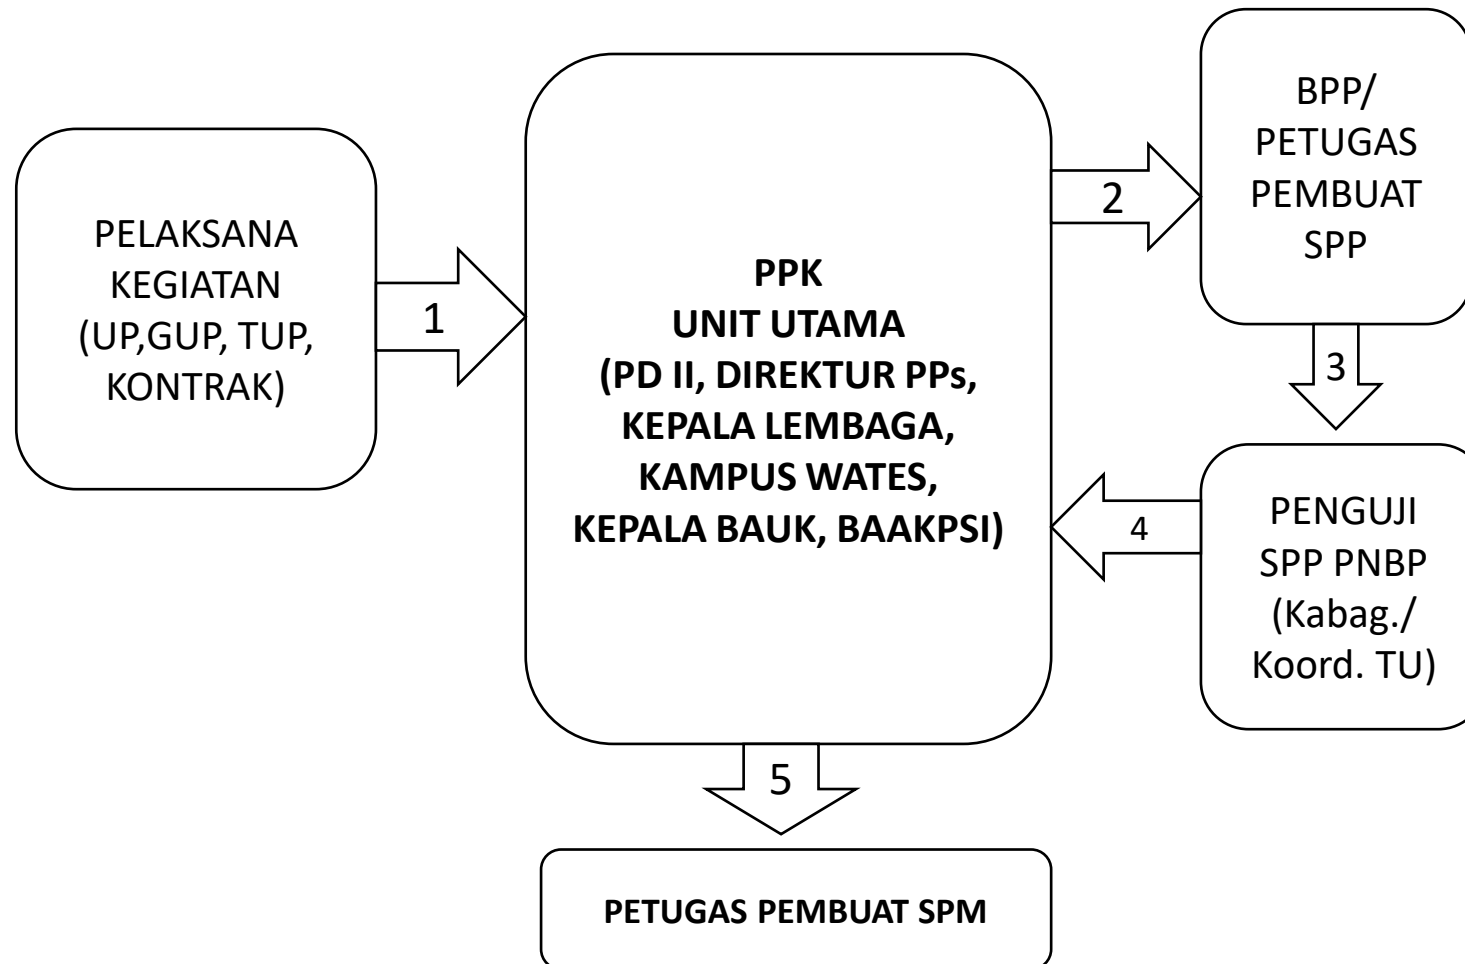 PELAKSANA
KEGIATAN
(UP,GUP, TUP,
KONTRAK)
1
PPK
UNIT UTAMA
(PD II, DIREKTUR PPs,
KEPALA LEMBAGA,
KAMPUS WATES,
KEPALA BAUK, BAAKPSI)
2
BPP/
PETUGAS
PEMBUAT
SPP
3
PENGUJI
SPP PNBP
(Kabag./
Koord. TU)
4
5
PETUGAS PEMBUAT SPM